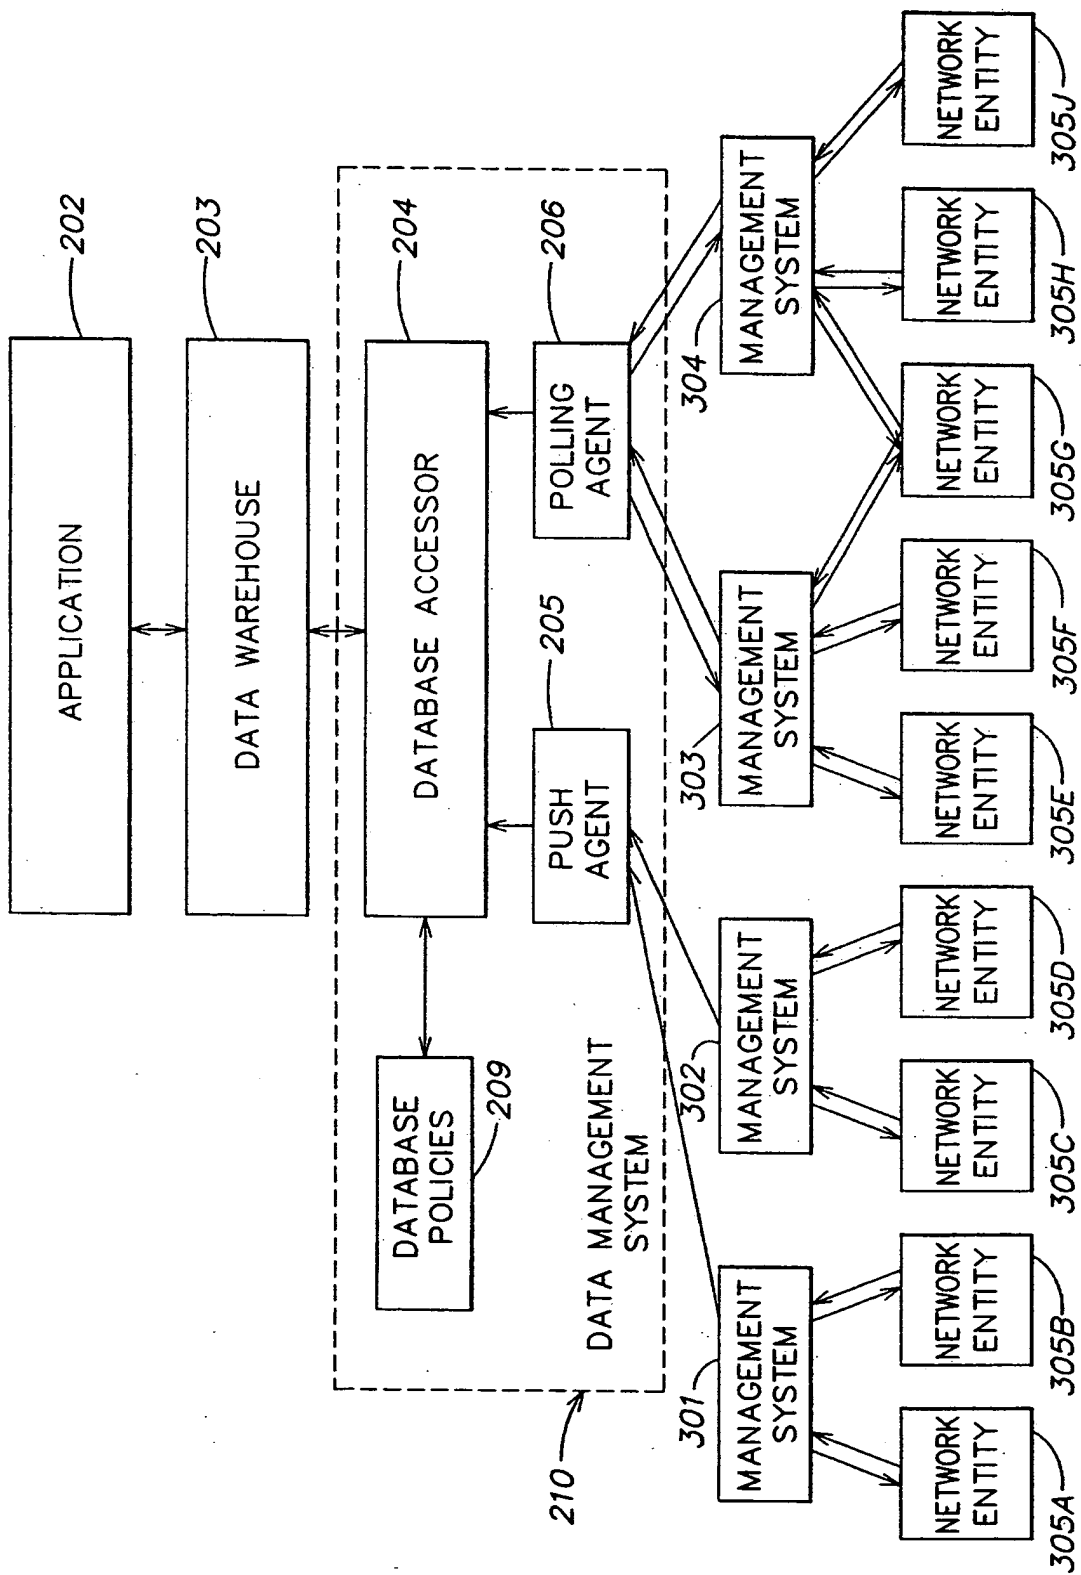 APPLICATION
202
DATA WAREHOUSE
203
DATABASE
POLICIES
209
DATABASE ACCESSOR
204
PUSH
AGENT
205
POLLING
AGENT
206
DATA MANAGEMENT
SYSTEM
210
301
MANAGEMENT
SYSTEM
302
MANAGEMENT
SYSTEM
303
MANAGEMENT
SYSTEM
304
MANAGEMENT
SYSTEM
NETWORK
ENTITY
305A
NETWORK
ENTITY
305B
NETWORK
ENTITY
305C
NETWORK
ENTITY
305D
NETWORK
ENTITY
305E
NETWORK
ENTITY
305F
NETWORK
ENTITY
305G
NETWORK
ENTITY
305H
NETWORK
ENTITY
305J